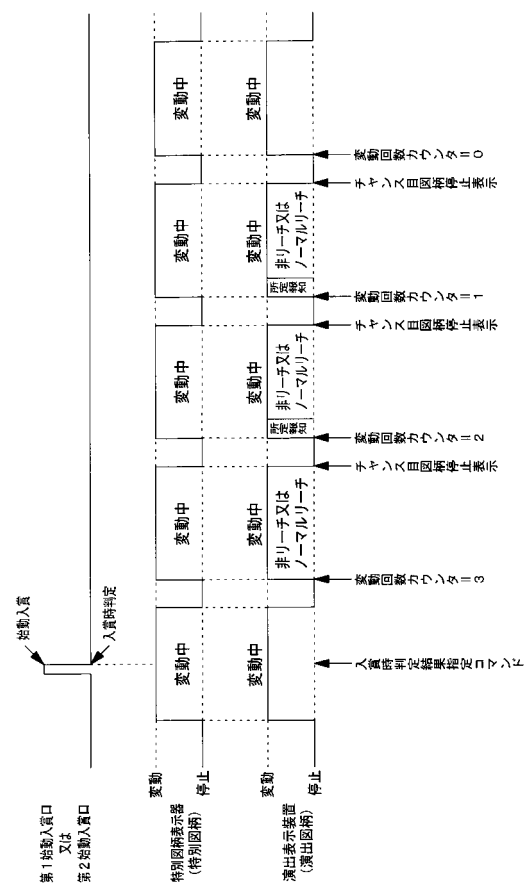 第1始動入賞口
又は
第2始動入賞口
始動入賞
入賞時判定
特別図柄表示器
(特別図柄)
変動
停止
変動中
変動中
変動中
変動中
変動中
演出表示装置
(演出図柄)
変動
停止
変動中
変動中
非リーチ又は
ノーマルリーチ
所定報知
変動中
非リーチ又は
ノーマルリーチ
所定報知
変動中
非リーチ又は
ノーマルリーチ
変動中
入賞時判定結果指定コマンド
変動回数カウンタ=3
チャンス目図柄停止表示
変動回数カウンタ=2
チャンス目図柄停止表示
変動回数カウンタ=1
チャンス目図柄停止表示
変動回数カウンタ=0